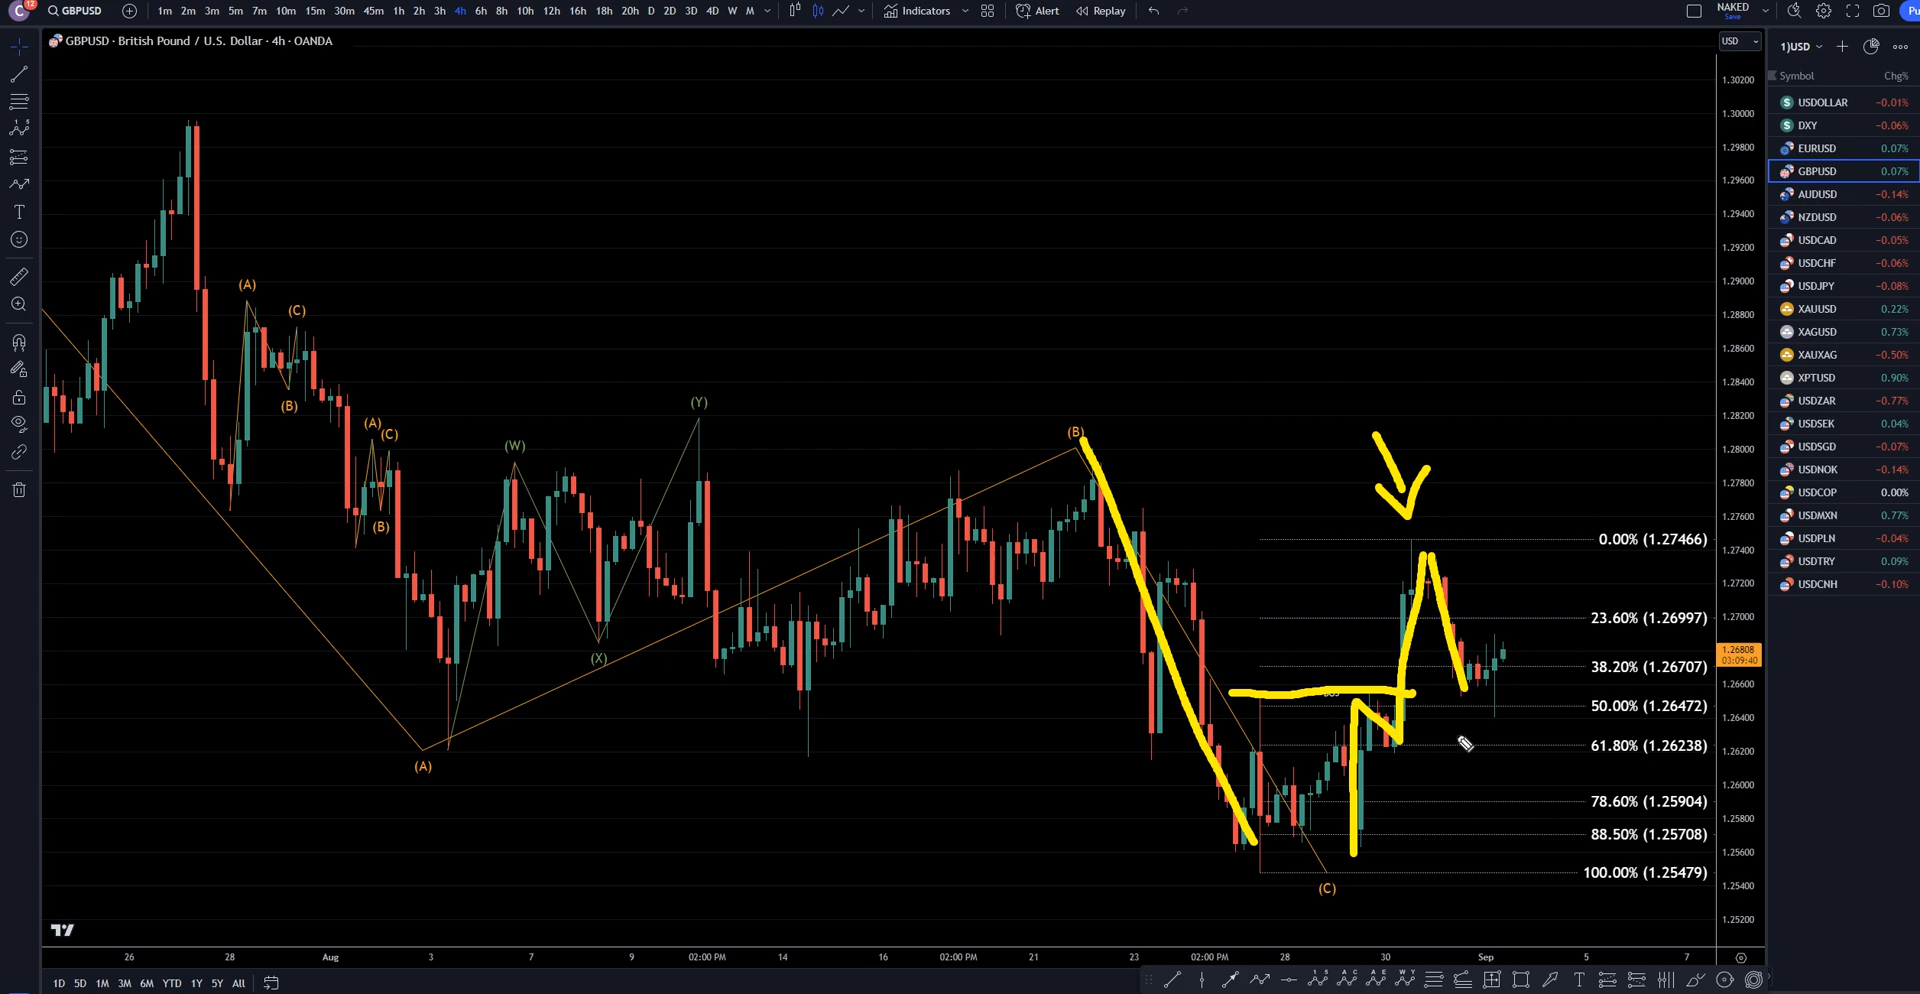 C 12 GBPUSD 1m 2m 3m 5m 7m 10m 15m 30m 45m 1h 2h 3h 4h 6h 8h 10h 12h 16h 18h 20h D 2D 3D 4D W M Indicators Alert Replay NAKED Save Pu
GBPUSD · British Pound / U.S. Dollar · 4h · OANDA
USD
1)USD
Symbol Chg%
USDOLLAR −0.01%
DXY −0.06%
EURUSD 0.07%
GBPUSD 0.07%
AUDUSD −0.14%
NZDUSD −0.06%
USDCAD −0.05%
USDCHF −0.06%
USDJPY −0.08%
XAUUSD 0.22%
XAGUSD 0.73%
XAUXAG −0.50%
XPTUSD 0.90%
USDZAR −0.77%
USDSEK 0.04%
USDSGD −0.07%
USDNOK −0.14%
USDCOP 0.00%
USDMXN 0.77%
USDPLN −0.04%
USDTRY 0.09%
USDCNH −0.10%
1.30200
1.30000
1.29800
1.29600
1.29400
1.29200
1.29000
1.28800
1.28600
1.28400
1.28200
1.28000
1.27800
1.27600
1.27400
1.27200
1.27000
1.26808
03:09:40
1.26600
1.26400
1.26200
1.26000
1.25800
1.25600
1.25400
1.25200
(A)
(C)
(B)
(A)
(C)
(B)
(W)
(Y)
(X)
(A)
(B)
(C)
0.00% (1.27466)
23.60% (1.26997)
38.20% (1.26707)
50.00% (1.26472)
61.80% (1.26238)
78.60% (1.25904)
88.50% (1.25708)
100.00% (1.25479)
26 28 Aug 3 7 9 02:00 PM 14 16 02:00 PM 21 23 02:00 PM 28 30 Sep 5 7
1D 5D 1M 3M 6M YTD 1Y 5Y All